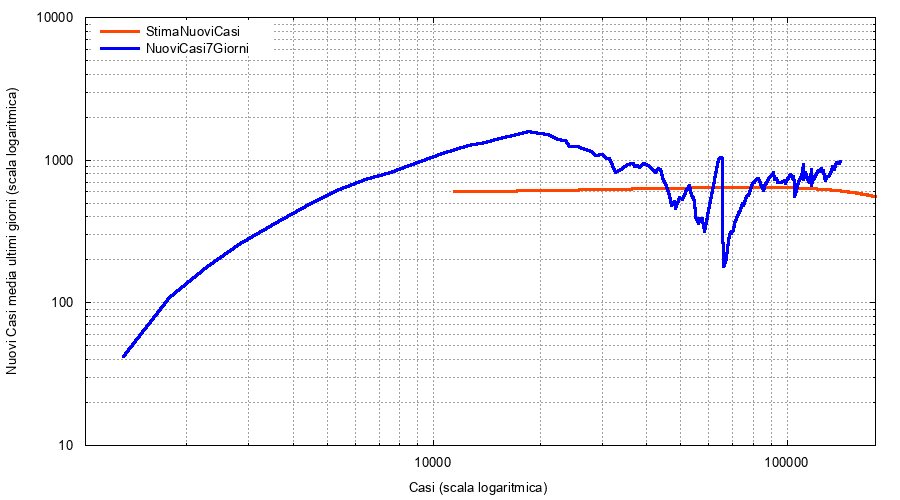 10000
StimaNuoviCasi
NuoviCasi7Giorni
1000
100
10
10000
100000
Nuovi Casi media ultimi giorni (scala logaritmica)
Casi (scala logaritmica)